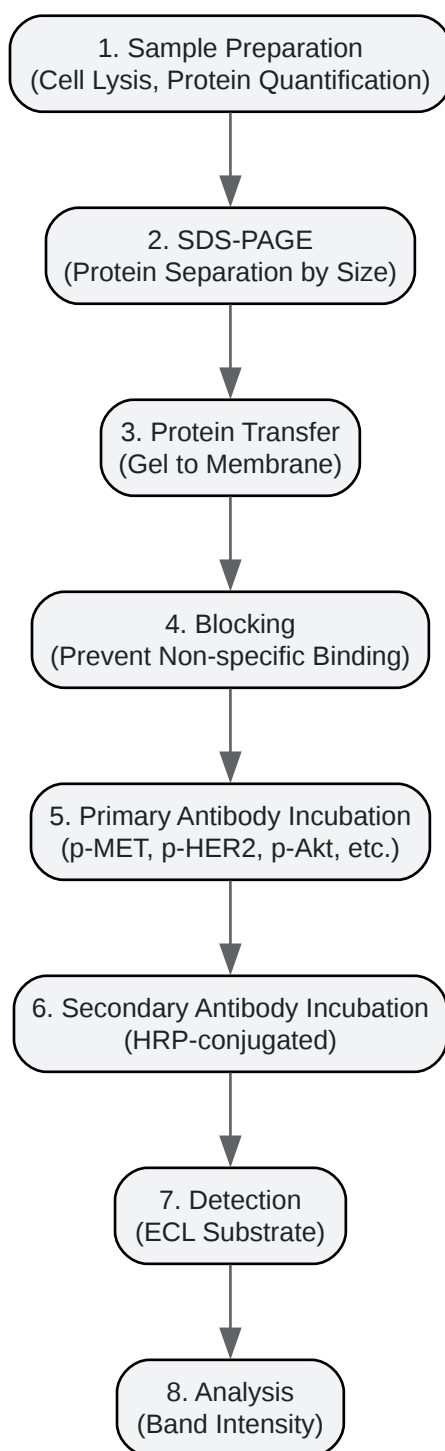 1. Sample Preparation
(Cell Lysis, Protein Quantification)
2. SDS-PAGE
(Protein Separation by Size)
3. Protein Transfer
(Gel to Membrane)
4. Blocking
(Prevent Non-specific Binding)
5. Primary Antibody Incubation
(p-MET, p-HER2, p-Akt, etc.)
6. Secondary Antibody Incubation
(HRP-conjugated)
7. Detection
(ECL Substrate)
8. Analysis
(Band Intensity)